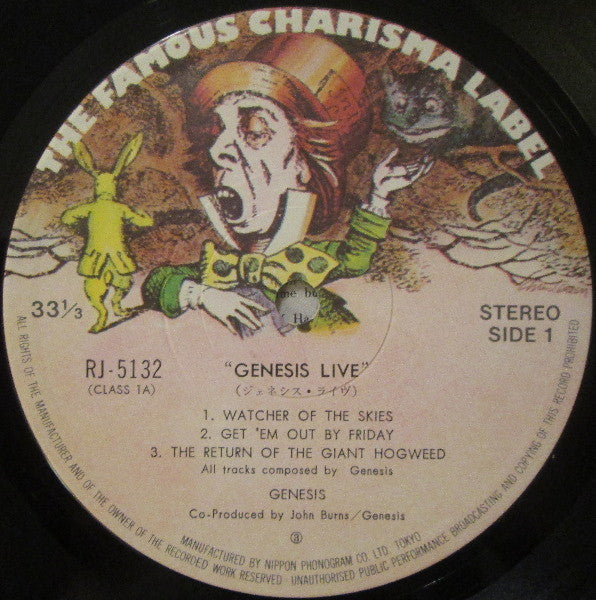 THE FAMOUS CHARISMA LABEL
33⅓
STEREO
SIDE 1
RJ-5132
(CLASS 1A)
"GENESIS LIVE"
(ジェネシス・ライヴ)
1. WATCHER OF THE SKIES
2. GET 'EM OUT BY FRIDAY
3. THE RETURN OF THE GIANT HOGWEED
All tracks composed by Genesis
GENESIS
Co-Produced by John Burns/Genesis
③
ALL RIGHTS OF THE MANUFACTURER AND OF THE OWNER OF THE RECORDED WORK RESERVED · UNAUTHORISED PUBLIC PERFORMANCE BROADCASTING AND COPYING OF THIS RECORD PROHIBITED
MANUFACTURED BY NIPPON PHONOGRAM CO., LTD. TOKYO